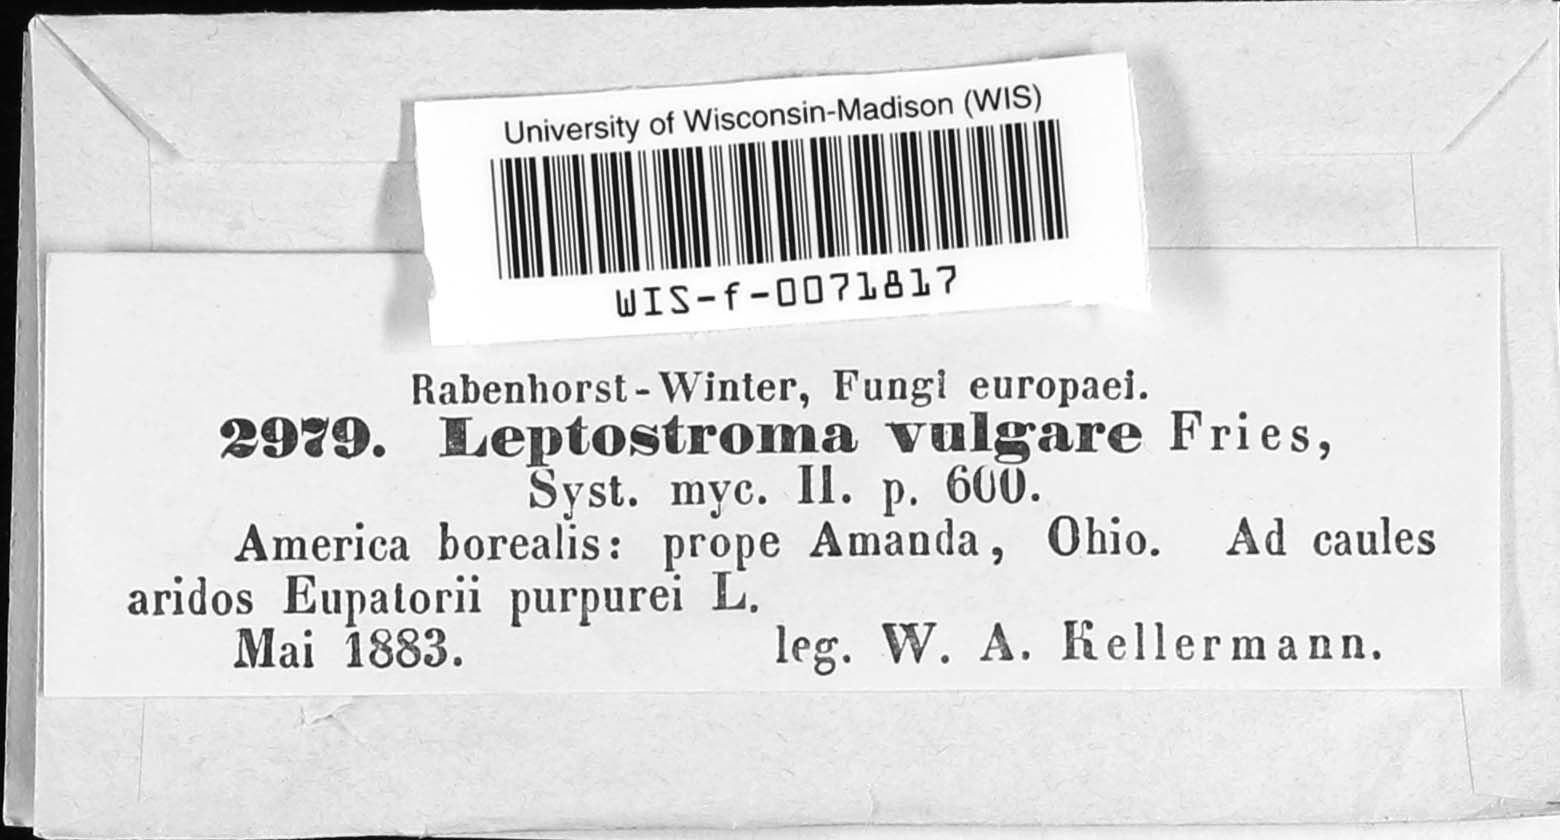 University of Wisconsin-Madison (WIS)
WIS-f-0071817
Rabenhorst-Winter, Fungi europaei.
2979. Leptostroma vulgare Fries,
Syst. myc. II. p. 600.
America borealis: prope Amanda, Ohio. Ad caules
aridos Eupatorii purpurei L.
Mai 1883. leg. W. A. Kellermann.